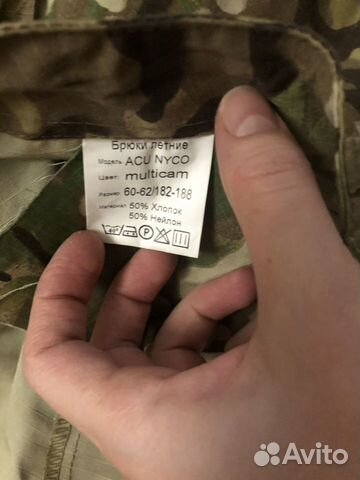 Брюки летние
Модель: ACU NYCO
Цвет: multicam
Размер: 60-62/182-188
Материал: 50% Хлопок
50% Нейлон
Avito